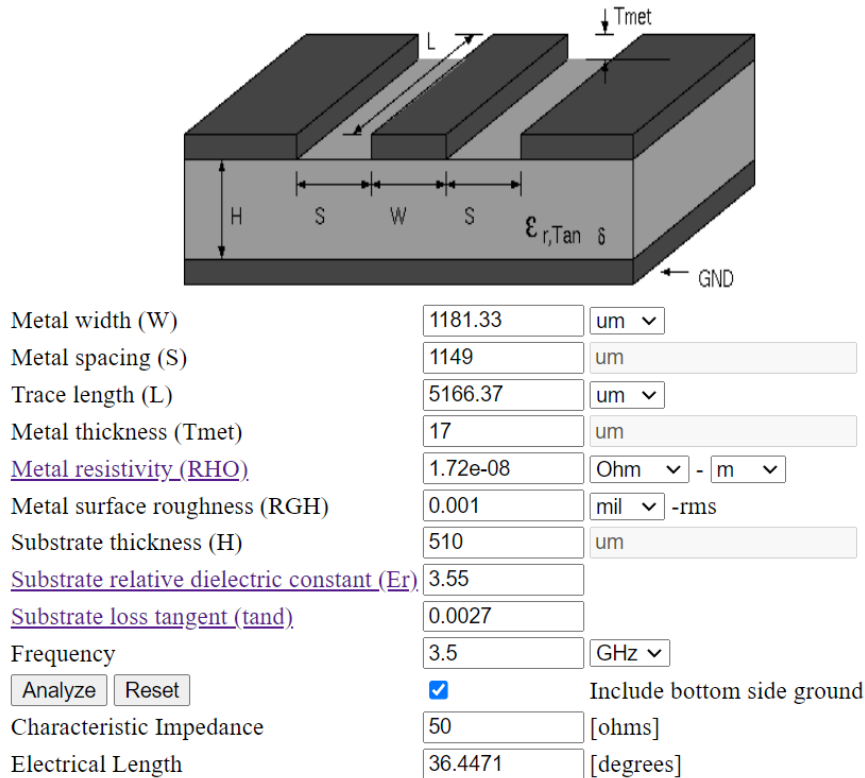 Tmet
L
H S W S εr,Tan δ
GND
Metal width (W) 1181.33 um
Metal spacing (S) 1149 um
Trace length (L) 5166.37 um
Metal thickness (Tmet) 17 um
Metal resistivity (RHO) 1.72e-08 Ohm - m
Metal surface roughness (RGH) 0.001 mil -rms
Substrate thickness (H) 510 um
Substrate relative dielectric constant (Er) 3.55
Substrate loss tangent (tand) 0.0027
Frequency 3.5 GHz
Analyze Reset Include bottom side ground
Characteristic Impedance 50 [ohms]
Electrical Length 36.4471 [degrees]